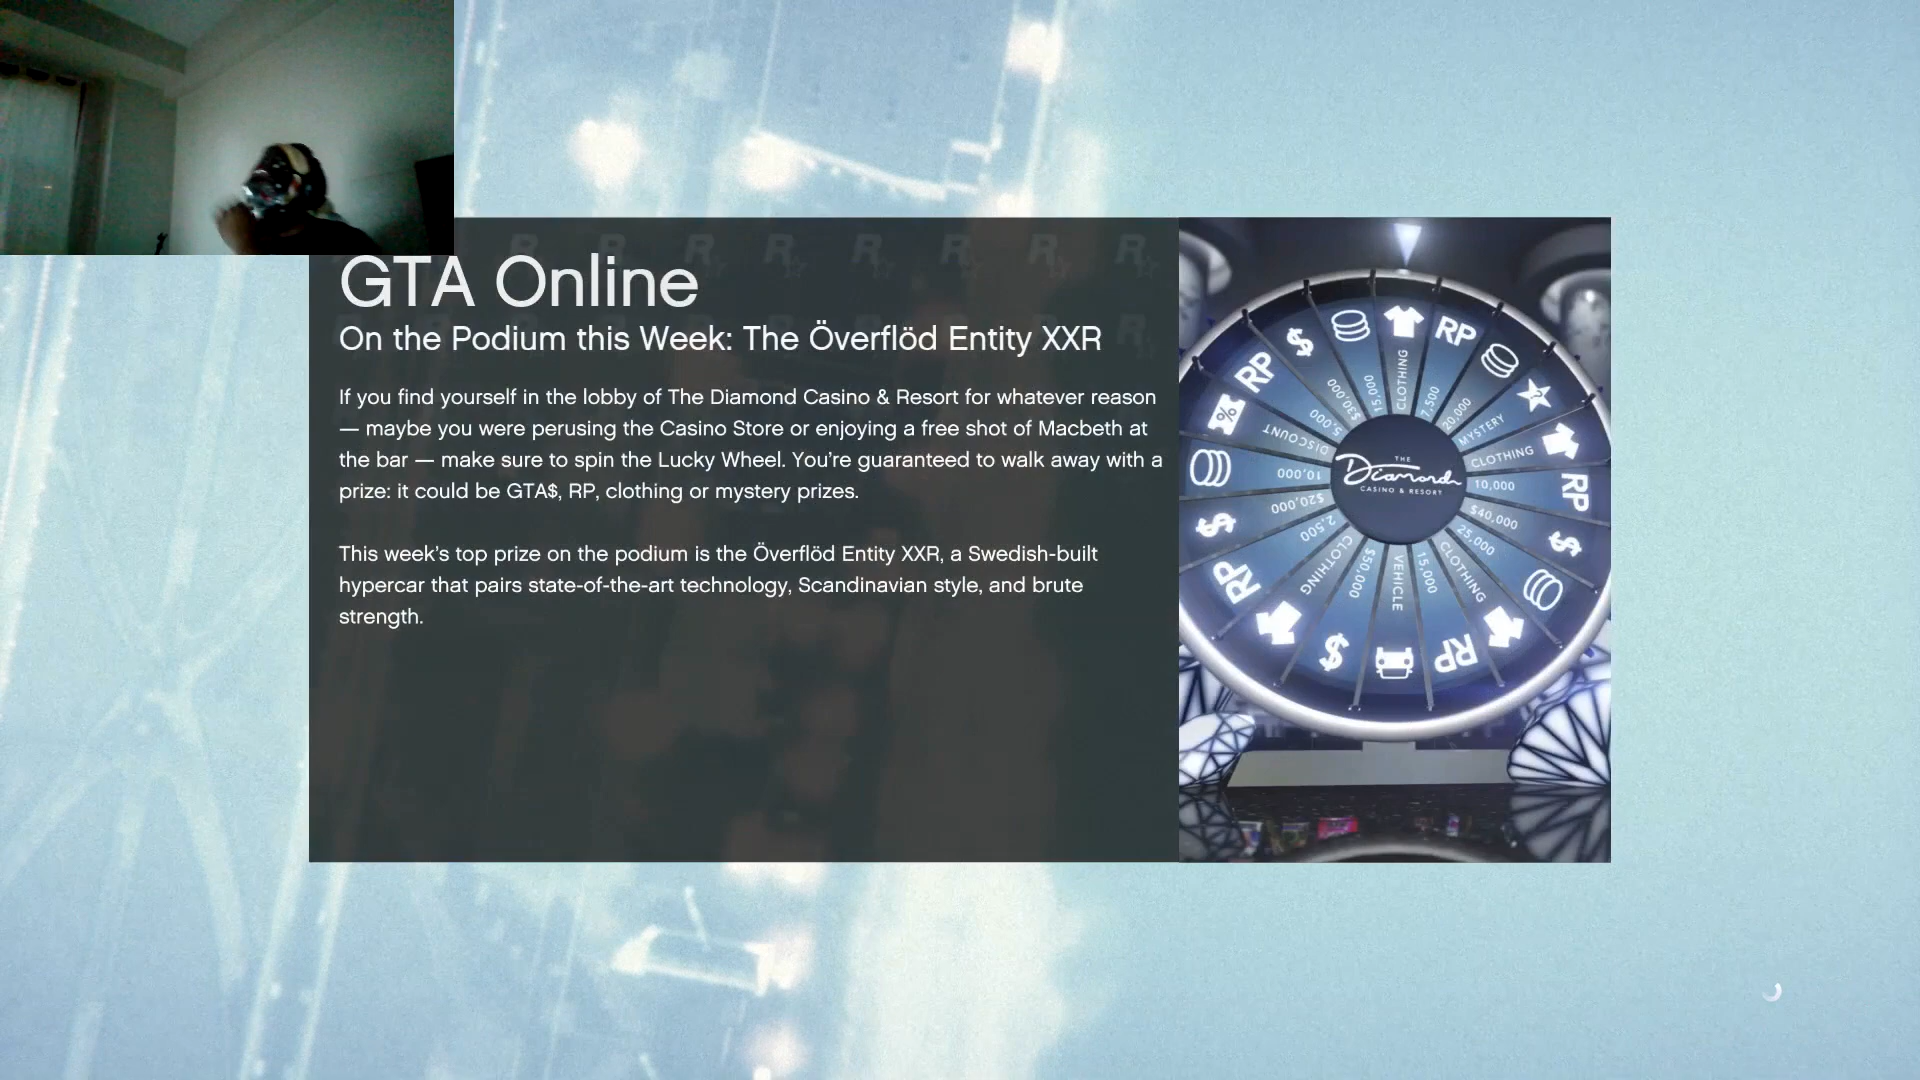 GTA Online
On the Podium this Week: The Överflöd Entity XXR
If you find yourself in the lobby of The Diamond Casino & Resort for whatever reason
— maybe you were perusing the Casino Store or enjoying a free shot of Macbeth at
the bar — make sure to spin the Lucky Wheel. You're guaranteed to walk away with a
prize: it could be GTA$, RP, clothing or mystery prizes.
This week's top prize on the podium is the Överflöd Entity XXR, a Swedish-built
hypercar that pairs state-of-the-art technology, Scandinavian style, and brute
strength.
CLOTHING
RP 7,500
20,000
MYSTERY
CLOTHING
RP 10,000
$ $40,000
25,000
CLOTHING
RP 15,000
VEHICLE
$ $50,000
CLOTHING
RP 2,500
$ $20,000
10,000
% DISCOUNT
RP 5,000
$ $30,000
15,000
THE
Diamond
CASINO & RESORT